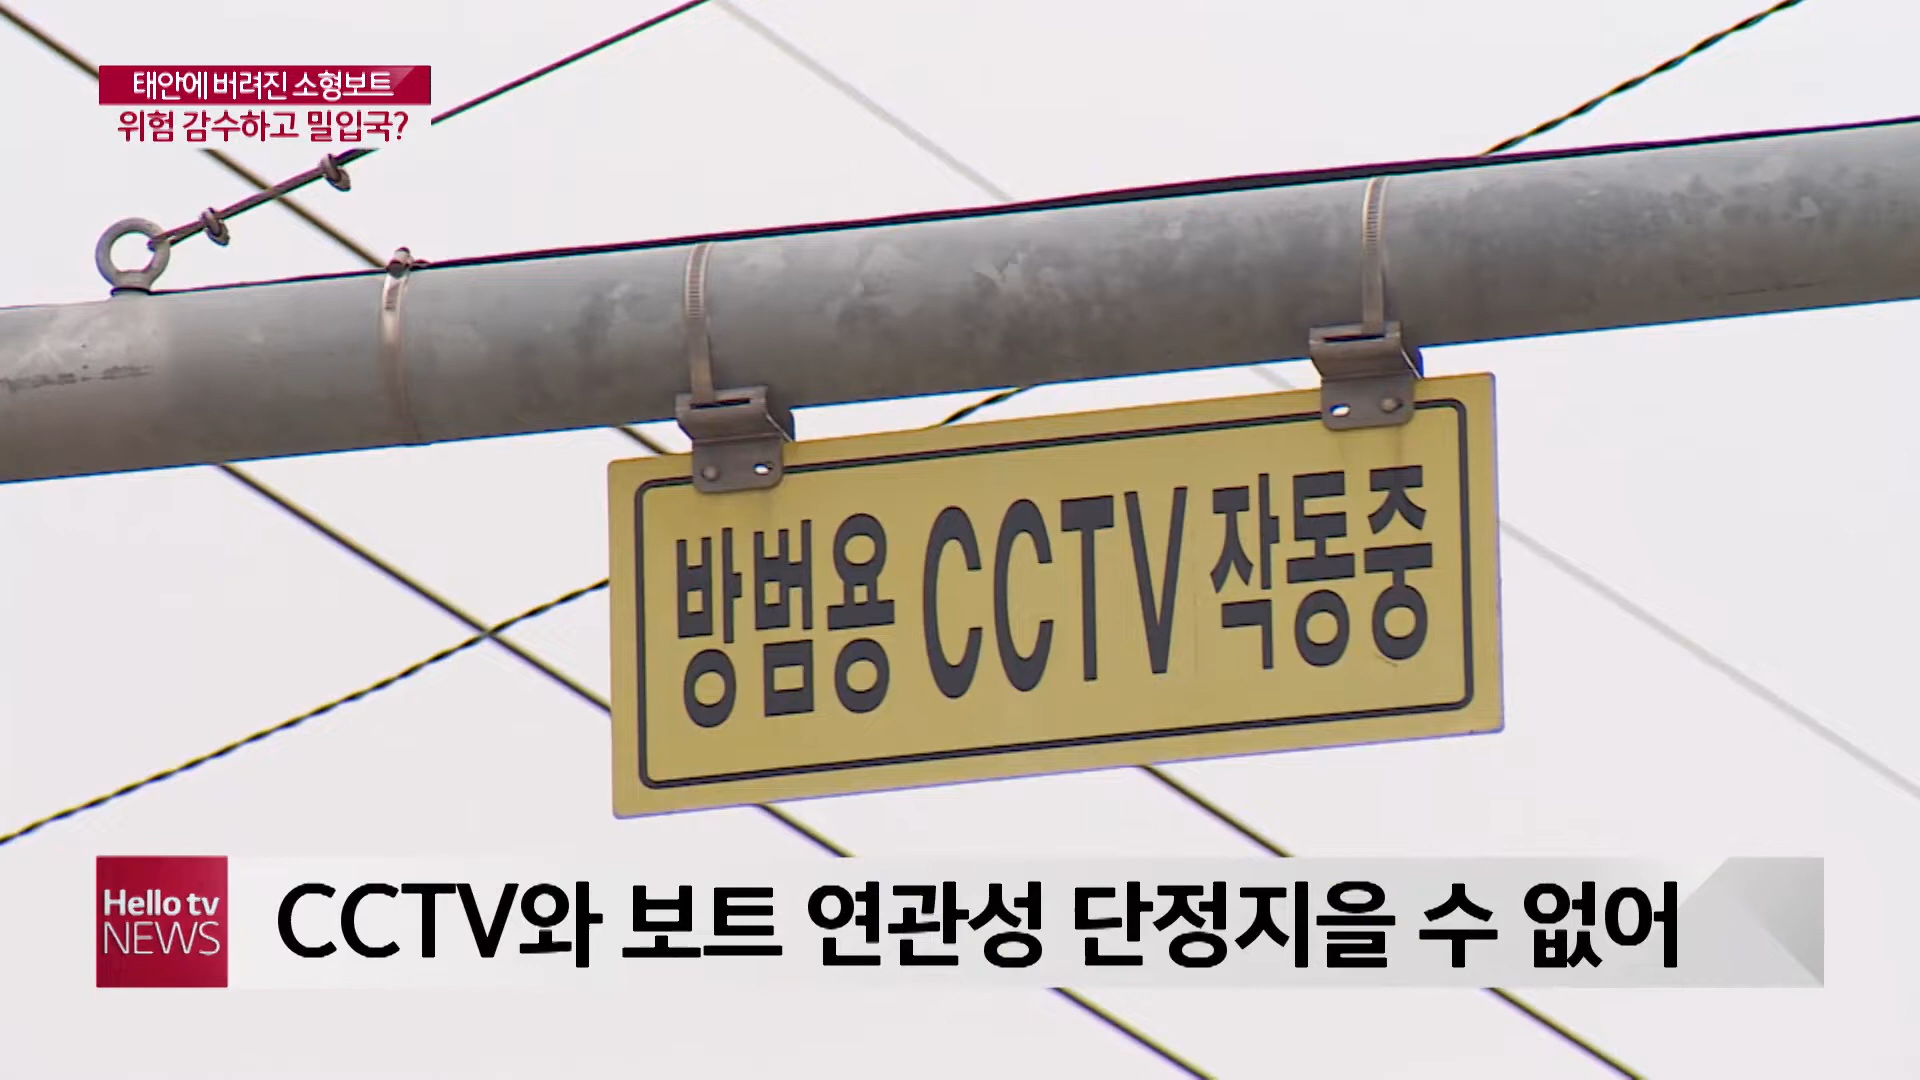 태안에 버려진 소형보트
위험 감수하고 밀입국?
방범용 CCTV 작동중
Hello tv
NEWS
CCTV와 보트 연관성 단정지을 수 없어